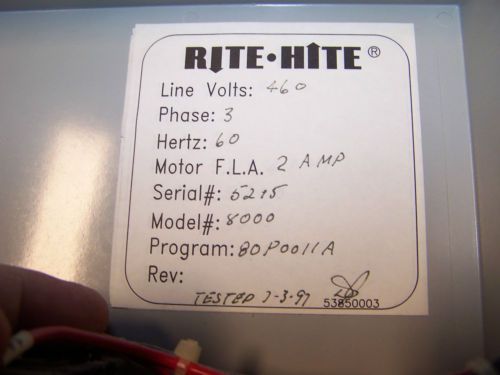 RITE·HITE®
Line Volts: 460
Phase: 3
Hertz: 60
Motor F.L.A. 2 AMP
Serial#: 5215
Model#: 8000
Program: 80P0011A
Rev:
TESTED 7-3-97
53850003